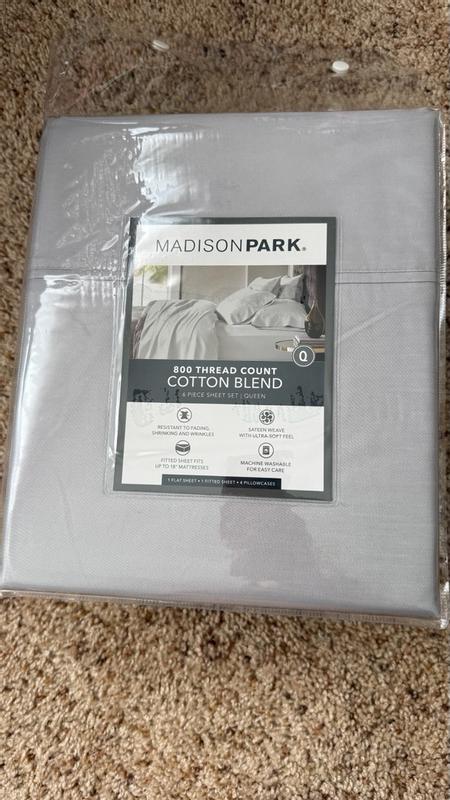 MADISONPARK®
Q
800 THREAD COUNT
COTTON BLEND
6 PIECE SHEET SET | QUEEN
RESISTANT TO FADING,
SHRINKING AND WRINKLES
SATEEN WEAVE
WITH ULTRA-SOFT FEEL
FITTED SHEET FITS
UP TO 18" MATTRESSES
MACHINE WASHABLE
FOR EASY CARE
1 FLAT SHEET • 1 FITTED SHEET • 4 PILLOWCASES